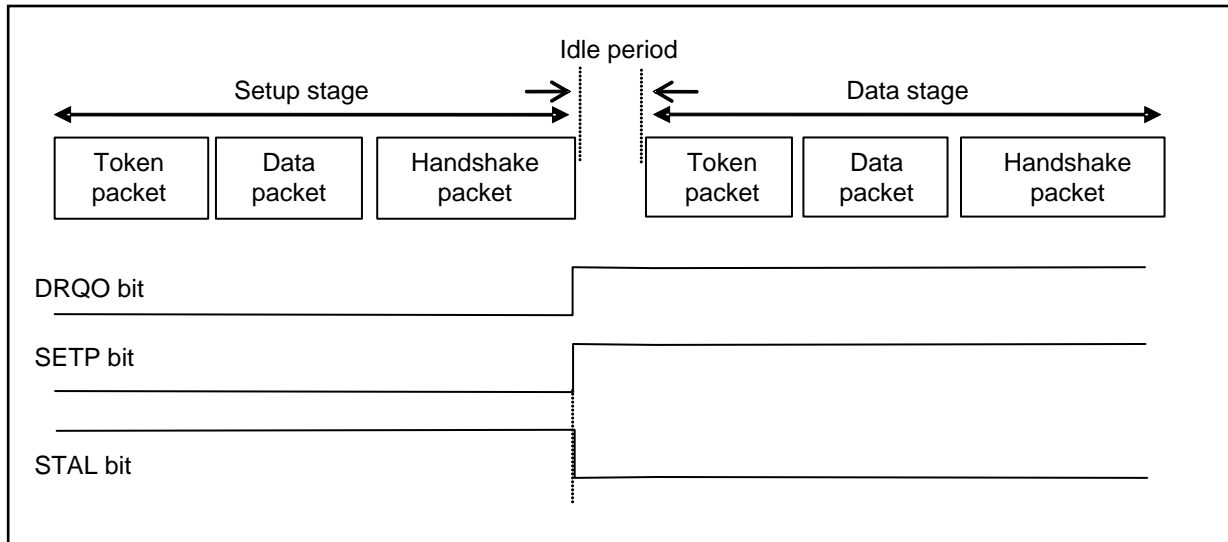 Idle period
Setup stage
Data stage
Token
packet
Data
packet
Handshake
packet
Token
packet
Data
packet
Handshake
packet
DRQO bit
SETP bit
STAL bit